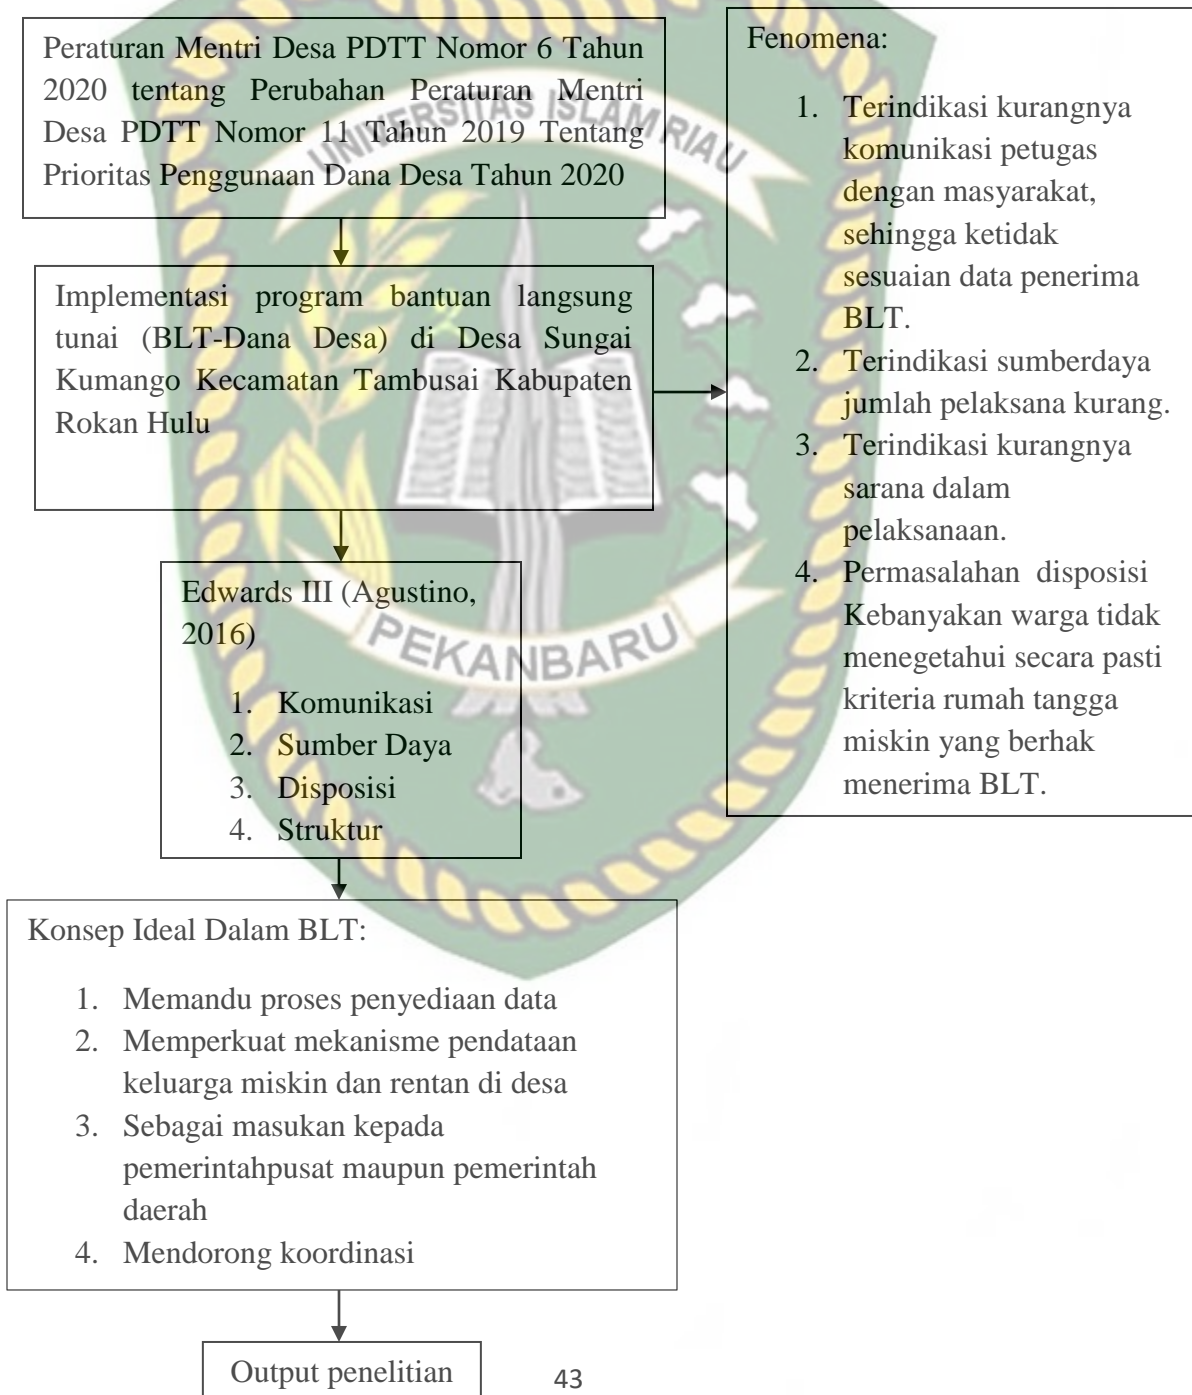 Peraturan Mentri Desa PDTT Nomor 6 Tahun
2020 tentang Perubahan Peraturan Mentri
Desa PDTT Nomor 11 Tahun 2019 Tentang
Prioritas Penggunaan Dana Desa Tahun 2020
Implementasi program bantuan langsung
tunai (BLT-Dana Desa) di Desa Sungai
Kumango Kecamatan Tambusai Kabupaten
Rokan Hulu
Fenomena:
1. Terindikasi kurangnya
komunikasi petugas
dengan masyarakat,
sehingga ketidak
sesuaian data penerima
BLT.
2. Terindikasi sumberdaya
jumlah pelaksana kurang.
3. Terindikasi kurangnya
sarana dalam
pelaksanaan.
4. Permasalahan disposisi
Kebanyakan warga tidak
menegetahui secara pasti
kriteria rumah tangga
miskin yang berhak
menerima BLT.
Edwards III (Agustino,
2016)
1. Komunikasi
2. Sumber Daya
3. Disposisi
4. Struktur
Konsep Ideal Dalam BLT:
1. Memandu proses penyediaan data
2. Memperkuat mekanisme pendataan
keluarga miskin dan rentan di desa
3. Sebagai masukan kepada
pemerintahpusat maupun pemerintah
daerah
4. Mendorong koordinasi
Output penelitian
43
UNIVERSITAS ISLAM RIAU
PEKANBARU